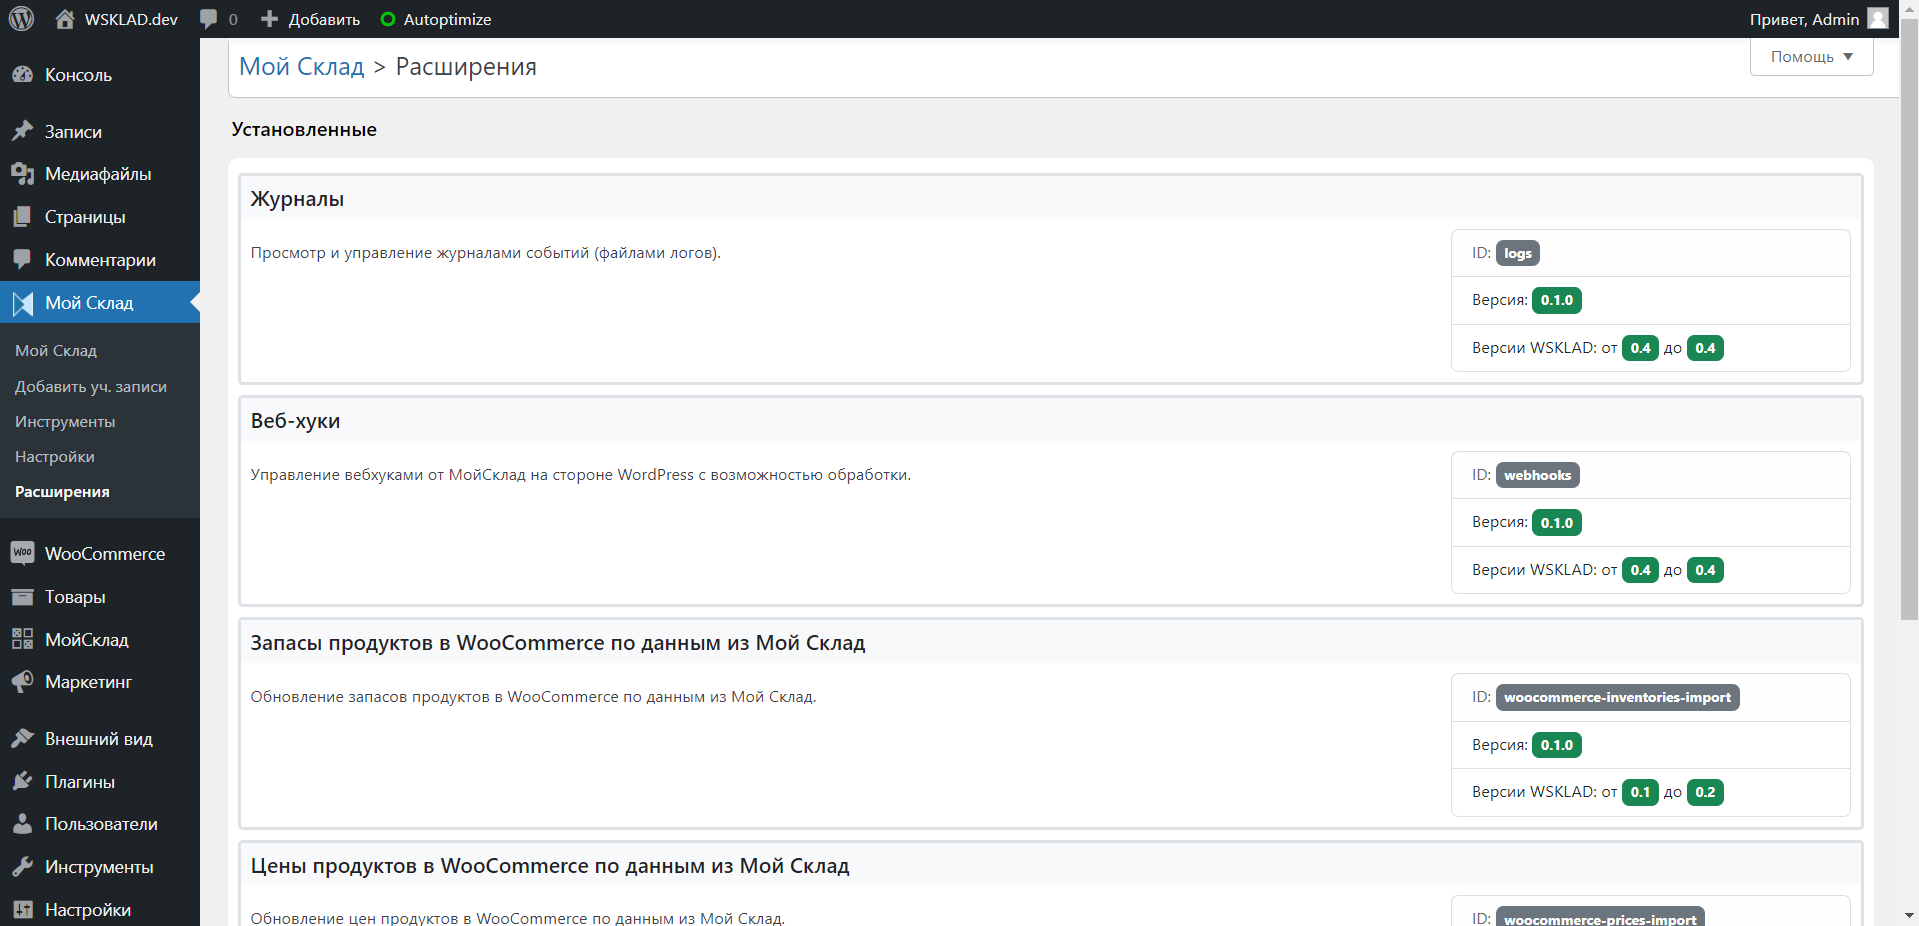 WSKLAD.dev 0 Добавить Autoptimize Привет, Admin
Консоль
Записи
Медиафайлы
Страницы
Комментарии
Мой Склад
Мой Склад
Добавить уч. записи
Инструменты
Настройки
Расширения
WooCommerce
Товары
МойСклад
Маркетинг
Внешний вид
Плагины
Пользователи
Инструменты
Настройки
Мой Склад > Расширения
Помощь
Установленные
Журналы
Просмотр и управление журналами событий (файлами логов).
ID: logs
Версия: 0.1.0
Версии WSKLAD: от 0.4 до 0.4
Веб-хуки
Управление вебхуками от МойСклад на стороне WordPress с возможностью обработки.
ID: webhooks
Версия: 0.1.0
Версии WSKLAD: от 0.4 до 0.4
Запасы продуктов в WooCommerce по данным из Мой Склад
Обновление запасов продуктов в WooCommerce по данным из Мой Склад.
ID: woocommerce-inventories-import
Версия: 0.1.0
Версии WSKLAD: от 0.1 до 0.2
Цены продуктов в WooCommerce по данным из Мой Склад
Обновление цен продуктов в WooCommerce по данным из Мой Склад.
ID: woocommerce-prices-import